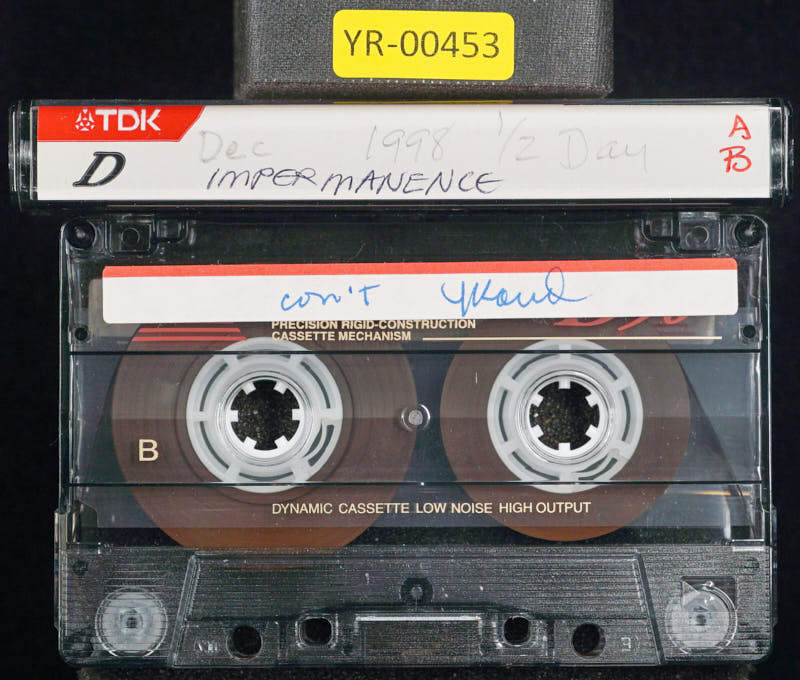 YR-00453
TDK
D
Dec 1998 1/2 Day
IMPERMANENCE
A
B
con't
PRECISION RIGID-CONSTRUCTION
CASSETTE MECHANISM
B
DYNAMIC CASSETTE LOW NOISE HIGH OUTPUT